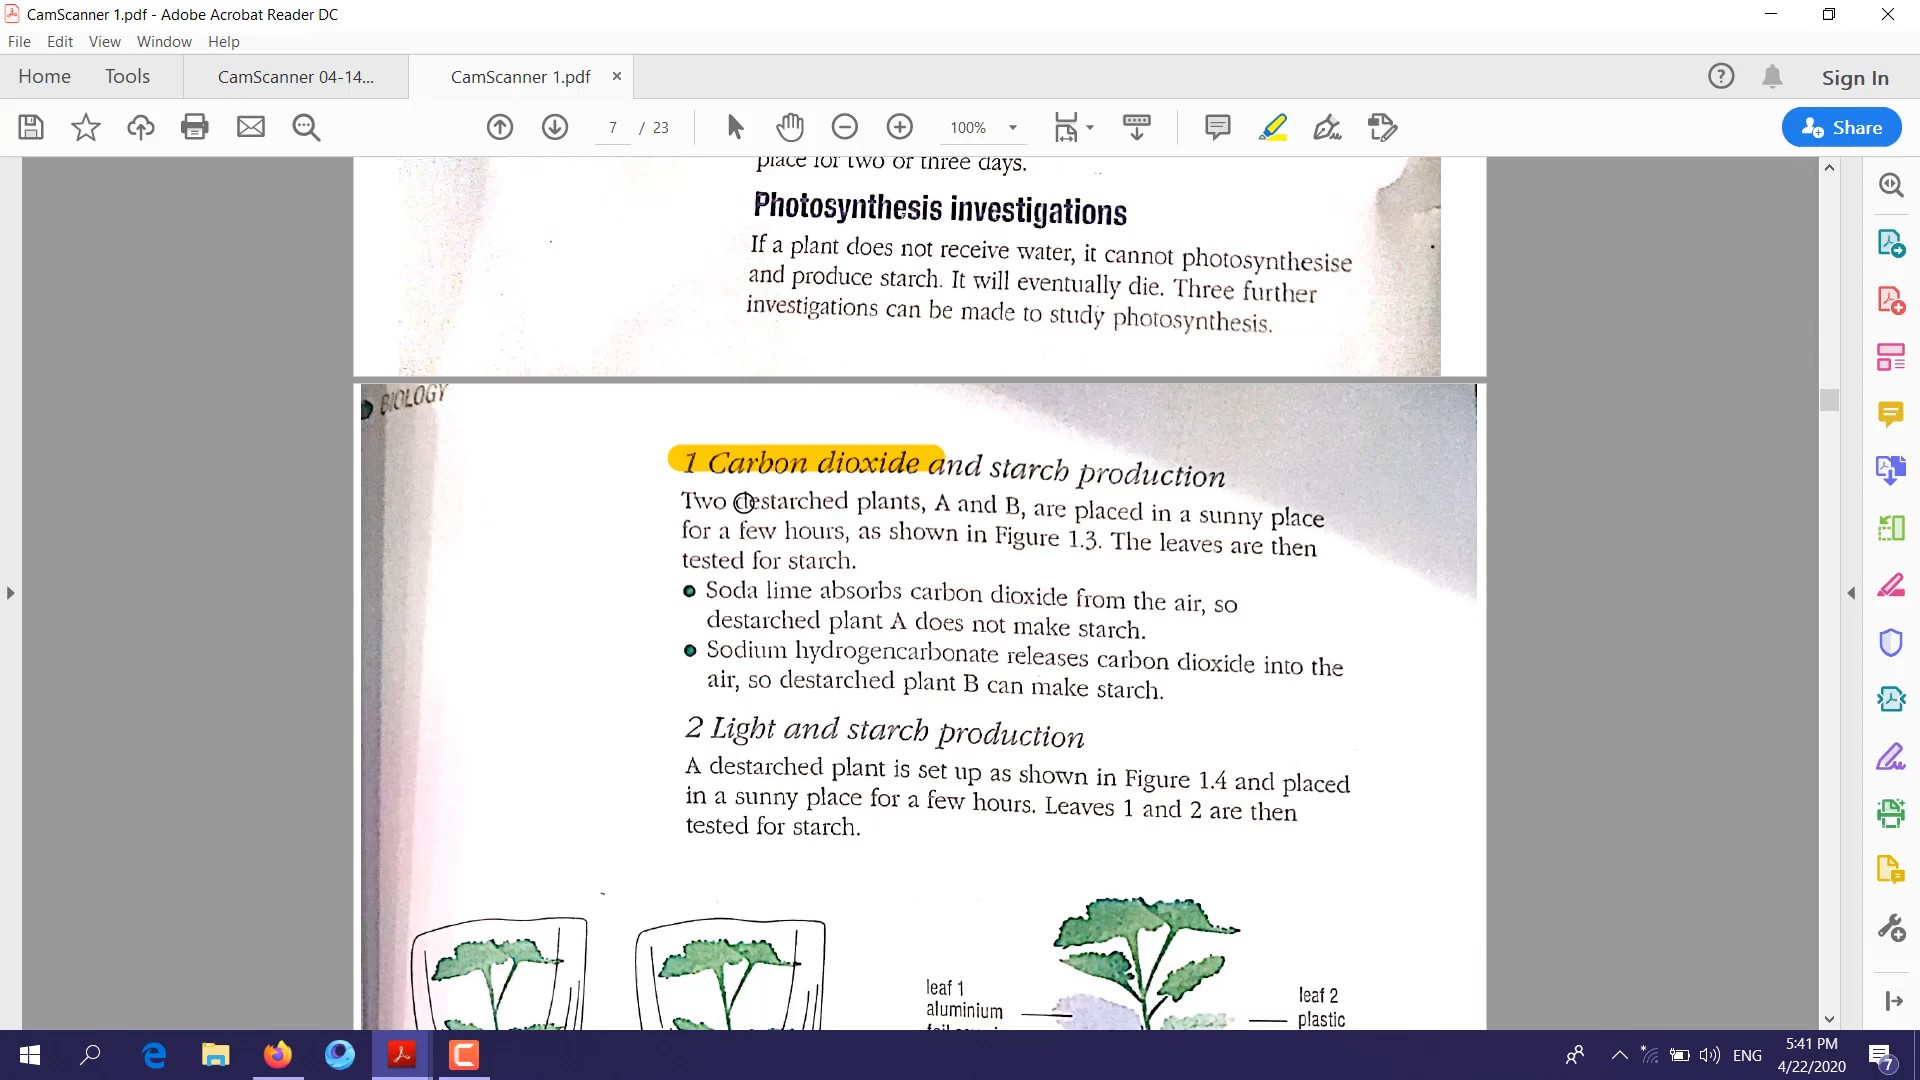 CamScanner 1.pdf - Adobe Acrobat Reader DC
File Edit View Window Help
Home Tools CamScanner 04-14... CamScanner 1.pdf Sign In
7 / 23 100% Share
place for two or three days.
Photosynthesis investigations
If a plant does not receive water, it cannot photosynthesise
and produce starch. It will eventually die. Three further
investigations can be made to study photosynthesis.
BIOLOGY
1 Carbon dioxide and starch production
Two destarched plants, A and B, are placed in a sunny place
for a few hours, as shown in Figure 1.3. The leaves are then
tested for starch.
Soda lime absorbs carbon dioxide from the air, so
destarched plant A does not make starch.
Sodium hydrogencarbonate releases carbon dioxide into the
air, so destarched plant B can make starch.
2 Light and starch production
A destarched plant is set up as shown in Figure 1.4 and placed
in a sunny place for a few hours. Leaves 1 and 2 are then
tested for starch.
leaf 1
aluminium
leaf 2
plastic
ENG
5:41 PM
4/22/2020
7